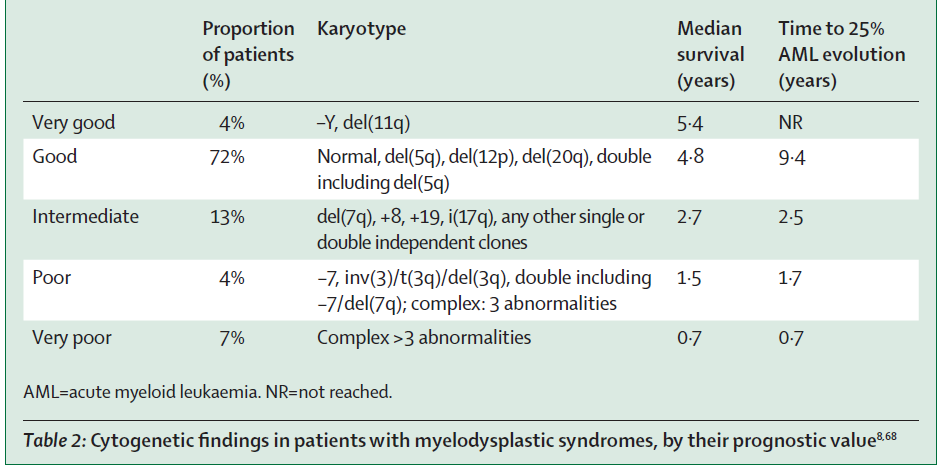 Proportion of patients (%) Karyotype Median survival (years) Time to 25% AML evolution (years)
Very good 4% –Y, del(11q) 5·4 NR
Good 72% Normal, del(5q), del(12p), del(20q), double 4·8 9·4
including del(5q)
Intermediate 13% del(7q), +8, +19, i(17q), any other single or 2·7 2·5
double independent clones
Poor 4% –7, inv(3)/t(3q)/del(3q), double including 1·5 1·7
–7/del(7q); complex: 3 abnormalities
Very poor 7% Complex >3 abnormalities 0·7 0·7
AML=acute myeloid leukaemia. NR=not reached.
Table 2: Cytogenetic findings in patients with myelodysplastic syndromes, by their prognostic value8,68